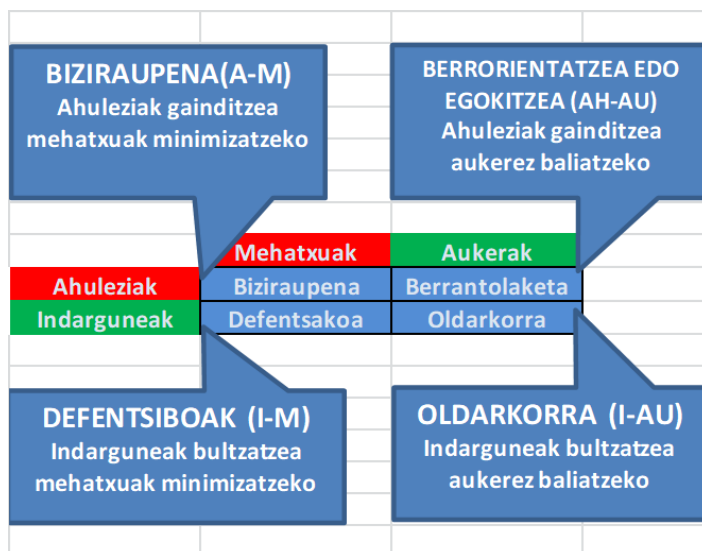 BIZIRAUPENA(A-M)
Ahuleziak gainditzea
mehatxuak minimizatzeko
BERRORIENTATZEA EDO
EGOKITZEA (AH-AU)
Ahuleziak gainditzea
aukerez baliatzeko
Mehatxuak Aukerak
Ahuleziak Biziraupena Berrantolaketa
Indarguneak Defentsakoa Oldarkorra
DEFENTSIBOAK (I-M)
Indarguneak bultzatzea
mehatxuak minimizatzeko
OLDARKORRA (I-AU)
Indarguneak bultzatzea
aukerez baliatzeko